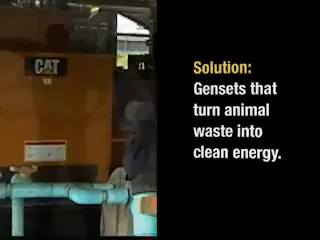 CAT
Solution:
Gensets that
turn animal
waste into
clean energy.